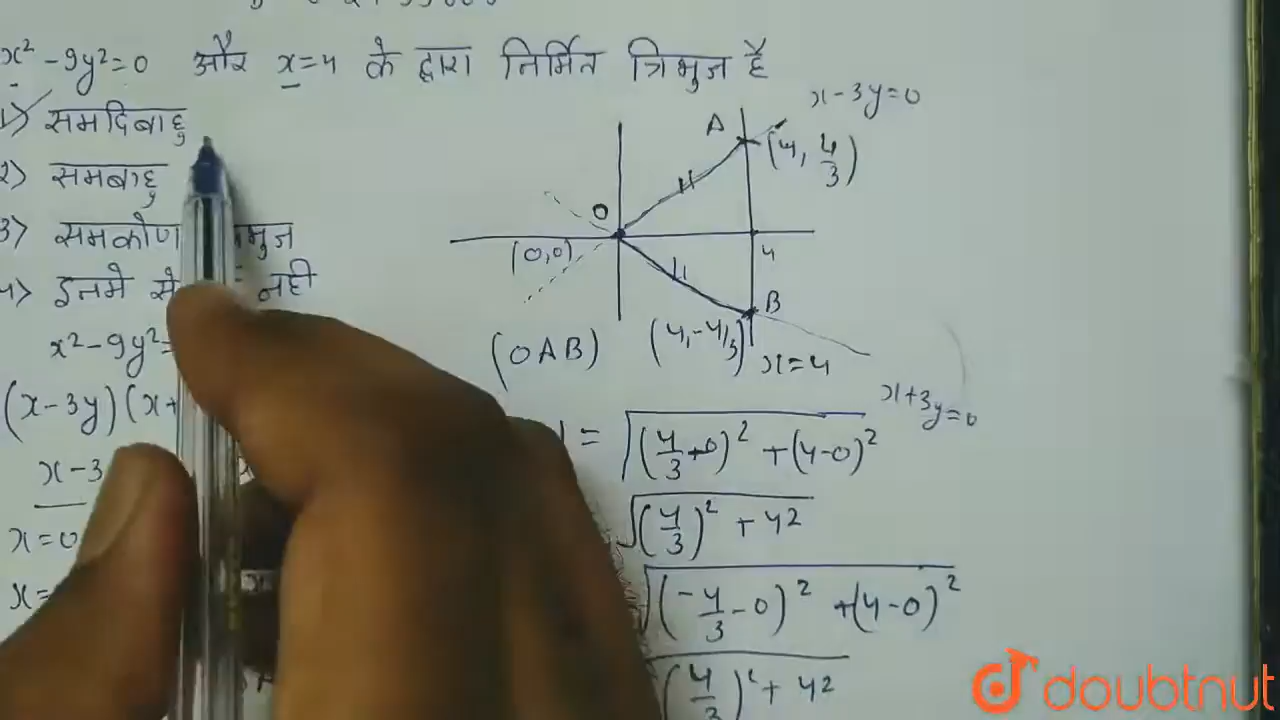 x² - 9y² = 0 और x = 4 के द्वारा निर्मित त्रिभुज है
1) समदिबाहु
2) समबाहु
3) समकोण
4) इनमे से नही
x² - 9y² =
(x - 3y) (x +
x - 3
x = 0
x =
x - 3y = 0
A
(4, 4/3)
O
(0,0)
4
B
(4, -4/3)
x = 4
(OAB)
x + 3y = 0
= √(4/3 - 0)² + (4 - 0)²
√(4/3)² + 4²
√(-4/3 - 0)² + (4 - 0)²
(4/3)² + 4²
doubtnut